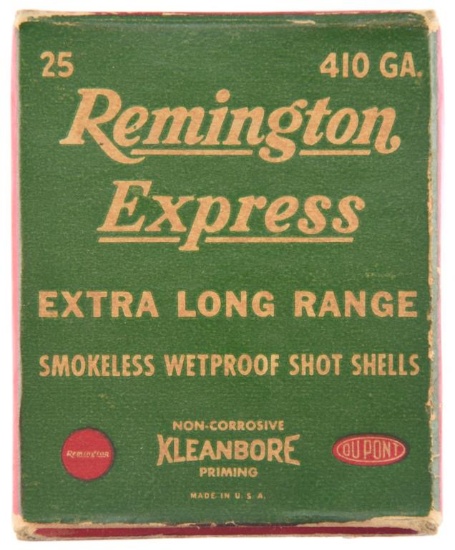 25 410 GA.
Remington
Express
EXTRA LONG RANGE
SMOKELESS WETPROOF SHOT SHELLS
NON-CORROSIVE
KLEANBORE
PRIMING
Remington
DU PONT
MADE IN U. S. A.